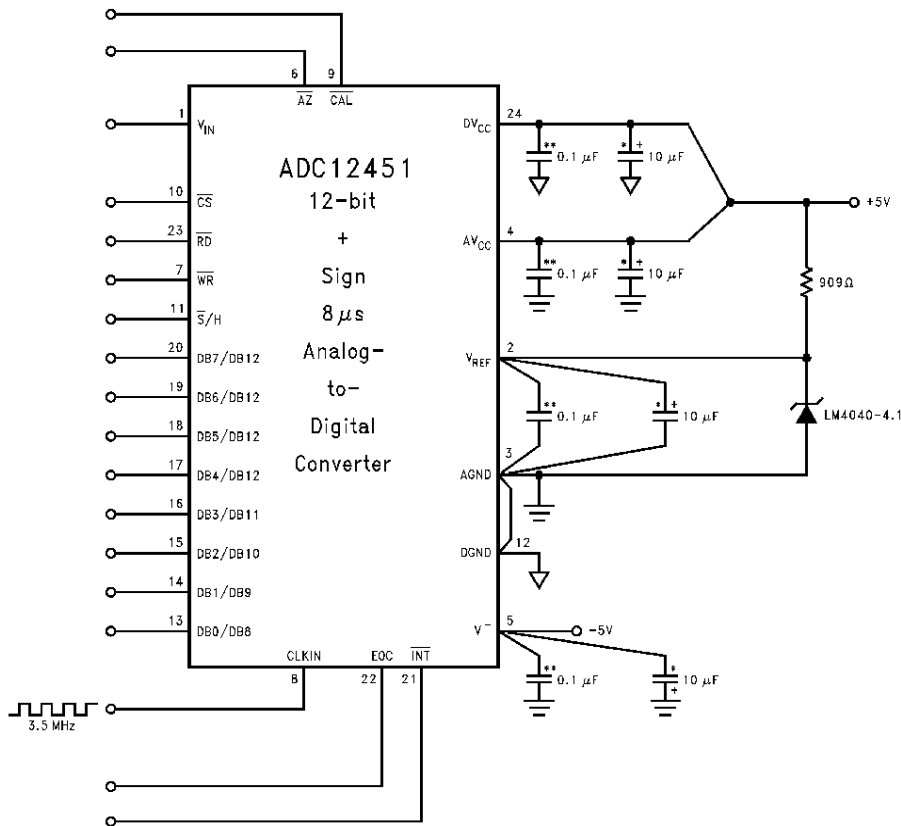 6 9
AZ CAL
1 VIN
DVCC 24
** 0.1 μF * + 10 μF
ADC12451
12-bit
+
Sign
8 μs
Analog-
to-
Digital
Converter
10 CS
+5V
23 RD
AVCC 4
7 WR
** 0.1 μF * + 10 μF
909Ω
11 S/H
20 DB7/DB12
VREF 2
19 DB6/DB12
** 0.1 μF * + 10 μF
LM4040-4.1
18 DB5/DB12
17 DB4/DB12
AGND 3
16 DB3/DB11
15 DB2/DB10
DGND 12
14 DB1/DB9
13 DB0/DB8
V− 5
-5V
CLKIN EOC INT
8 22 21
** 0.1 μF * 10 μF +
3.5 MHz